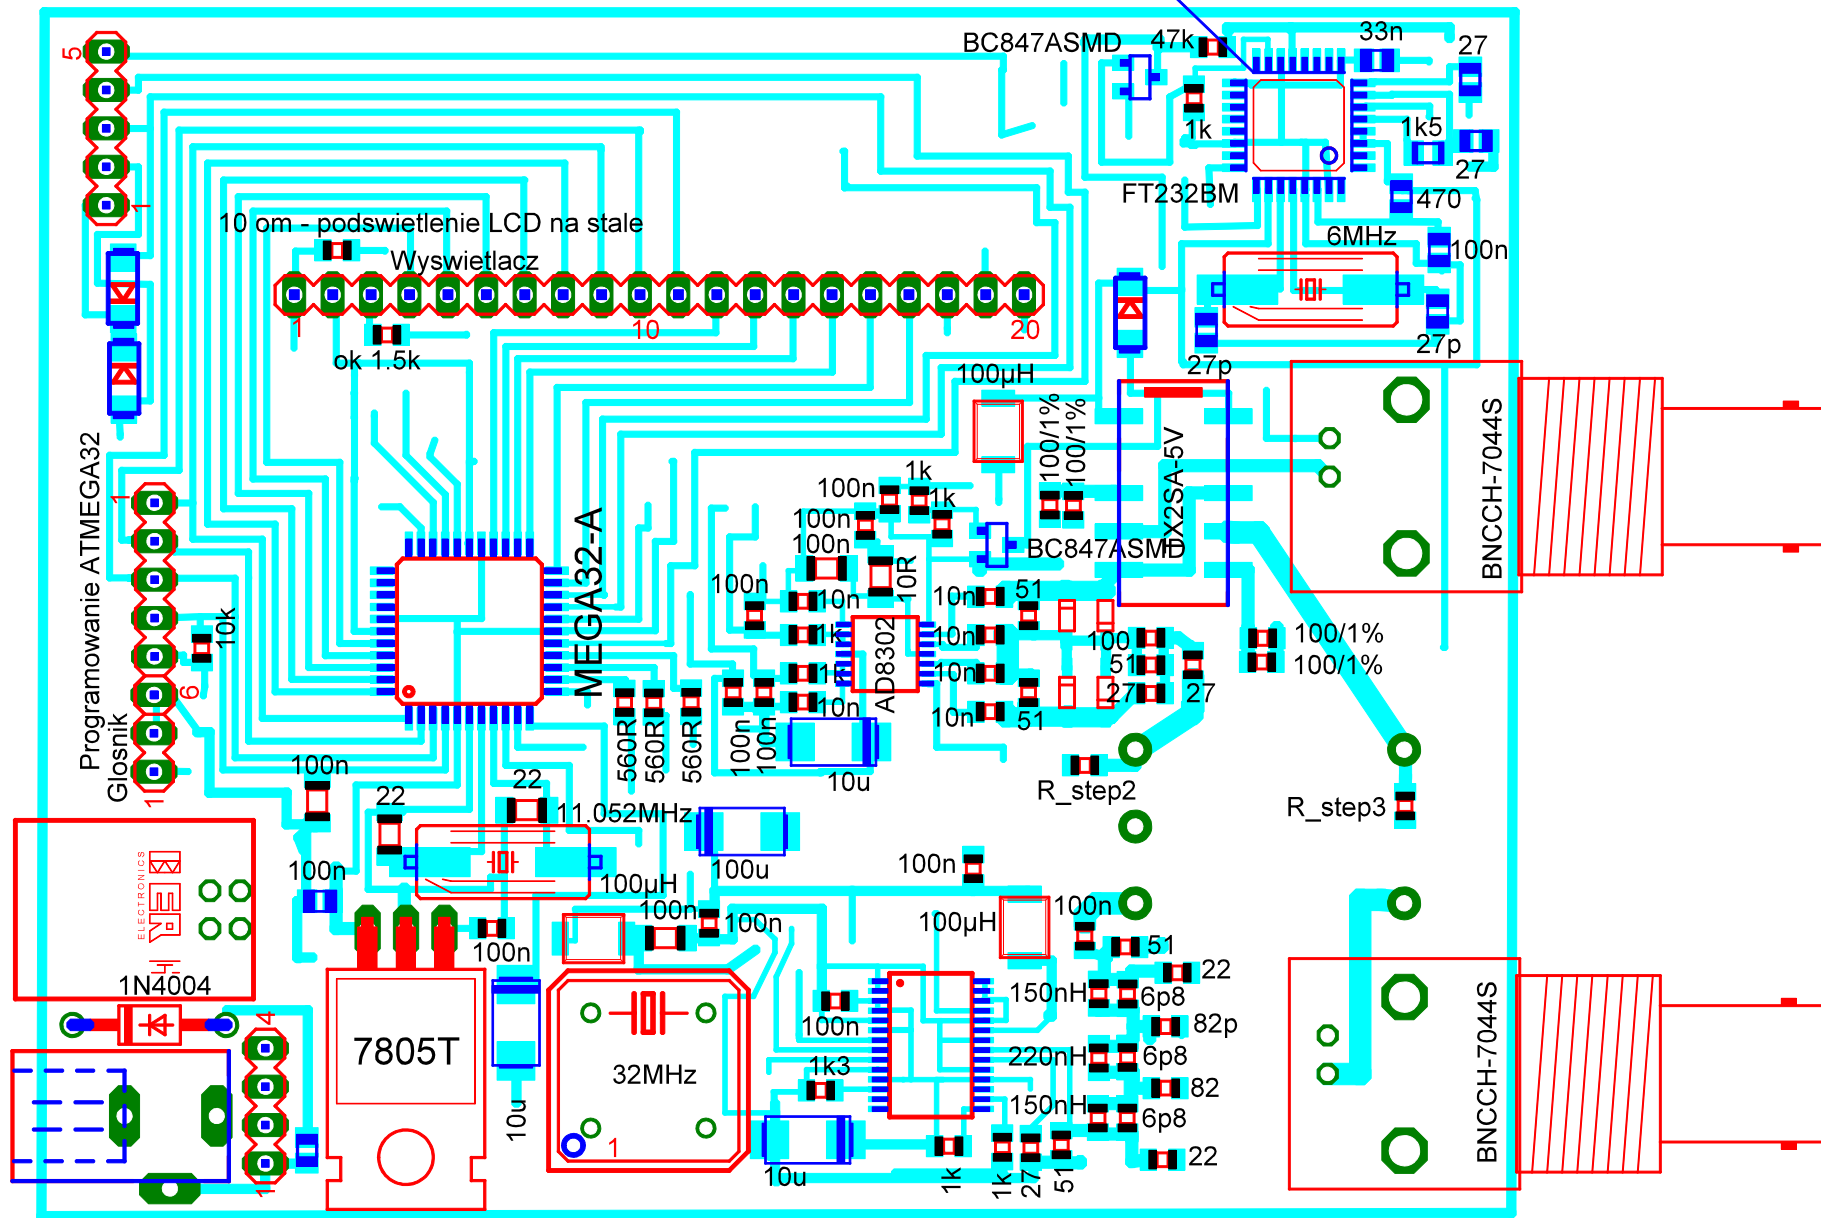 5
BC847ASMD
47k
33n
27
1k
1k5
27
1
FT232BM
470
10 om - podswietlenie LCD na stale
6MHz
100n
Wyswietlacz
1
10
20
ok 1.5k
27p
27p
100µH
100/1%
100/1%
BNCCH-7044S
Programowanie ATMEGA32
1
100n
1k
1k
100n
100n
BC847ASMD
MEGA32-A
10R
100n
10n
10n
51
10k
1k
AD8302
10n
100
100/1%
51
100/1%
1k
10n
27
27
6
10n
10n
51
Glosnik
1
560R
560R
560R
100n
100n
10u
100n
22
22
11.052MHz
R_step2
R_step3
100u
100n
ELECTRONICS
100n
100µH
100n
100n
100µH
100n
100n
51
22
1N4004
150nH
6p8
4
100n
82p
7805T
32MHz
1k3
220nH
6p8
82
150nH
6p8
BNCCH-7044S
10u
1
22
1
10u
1k
1k
27
51